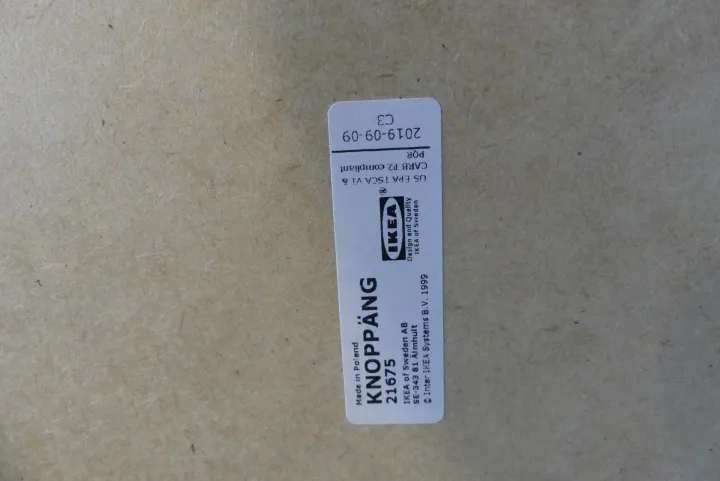 Made in Poland
KNOPPÄNG
21675
IKEA of Sweden AB
SE-343 81 Älmhult
© Inter IKEA Systems B.V. 1999
IKEA
®
Design and Quality
IKEA of Sweden
US EPA TSCA VI &
CARB P2 compliant
PQR
2019-09-09
C3